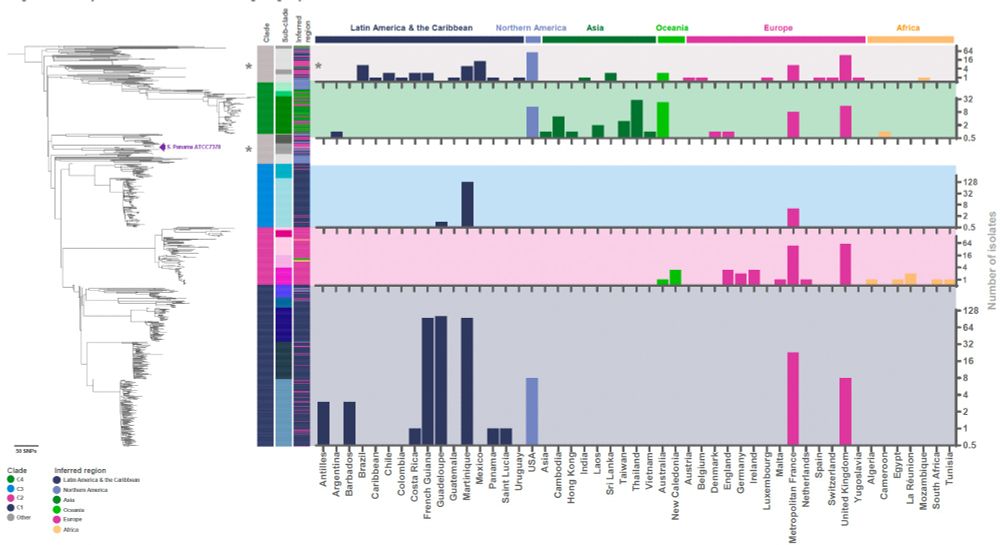 Clade
Sub-clade
Inferred region
Latin America & the Caribbean
Northern America
Asia
Oceania
Europe
Africa
*
*
*
S. Panama ATCC7378
64
16
4
1
32
8
2
0.5
128
32
8
2
0.5
64
16
4
1
128
64
32
16
8
4
2
1
0.5
Number of isolates
50 SNPs
Antilles
Argentina
Barbados
Brazil
Caribbean
Chile
Colombia
Costa Rica
French Guiana
Guadeloupe
Guatemala
Martinique
Mexico
Panama
Saint Lucia
Uruguay
USA
Asia
Cambodia
Hong Kong
India
Laos
Sri Lanka
Taiwan
Thailand
Vietnam
Australia
New Caledonia
Austria
Belgium
Denmark
England
Germany
Ireland
Luxembourg
Malta
Metropolitan France
Netherlands
Spain
Switzerland
United Kingdom
Yugoslavia
Algeria
Cameroon
Egypt
La Réunion
Mozambique
South Africa
Tunisia
Clade
C4
C3
C2
C1
Other
Inferred region
Latin America & the Caribbean
Northern America
Asia
Oceania
Europe
Africa